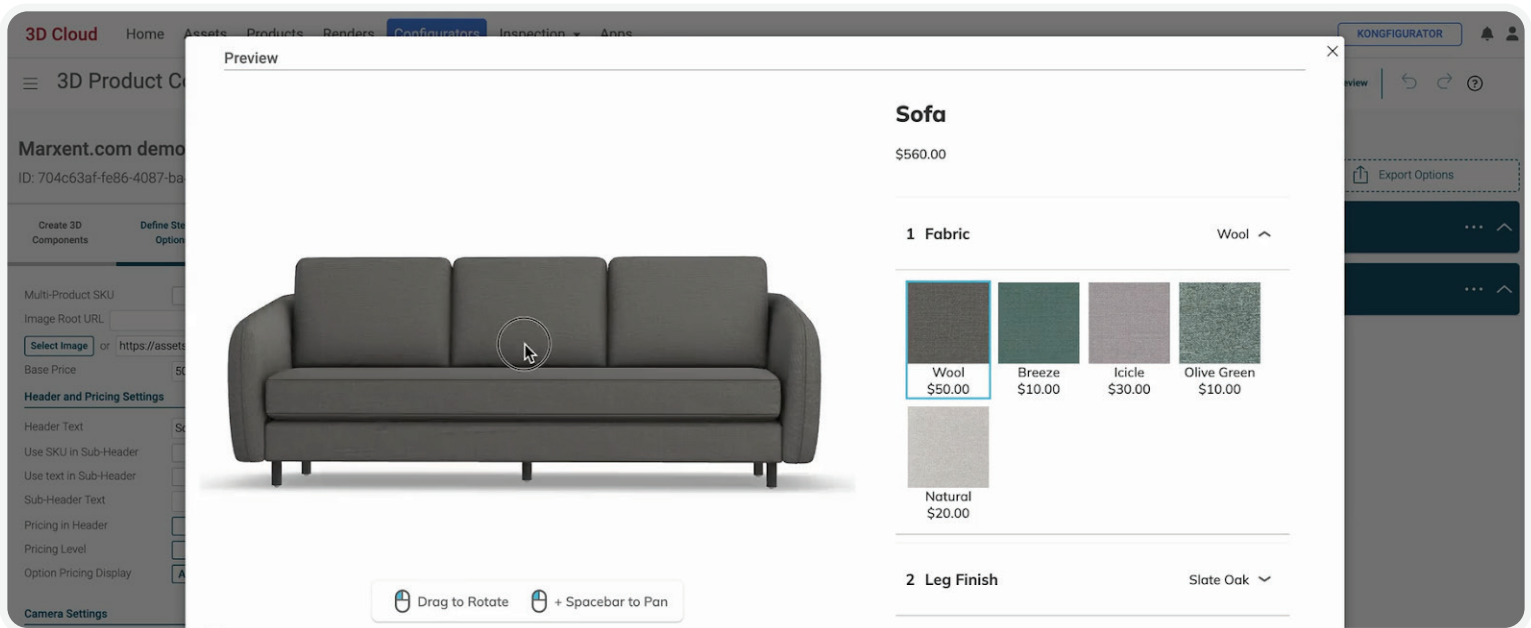 3D Cloud Home Assets Products Renders Configurators Inspection Apps KONGFIGURATOR
Preview
3D Product
eview
Sofa
$560.00
Marxent.com demo
ID: 704c63af-fe86-4087-ba
Export Options
Create 3D
Components
Define Ste
Option
1 Fabric Wool
Multi-Product SKU
Image Root URL
Select Image or https://assets
Base Price 50
Header and Pricing Settings
Wool Breeze Icicle Olive Green
$50.00 $10.00 $30.00 $10.00
Header Text So
Use SKU in Sub-Header
Use text in Sub-Header
Sub-Header Text
Natural
$20.00
Pricing in Header
Pricing Level
Option Pricing Display A
2 Leg Finish Slate Oak
Drag to Rotate + Spacebar to Pan
Camera Settings